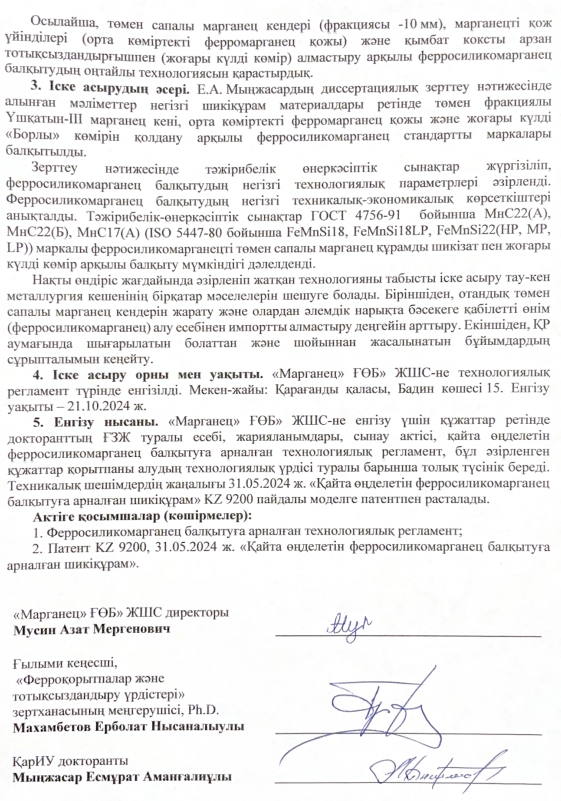 Осылайша, төмен сапалы марганец кендері (фракциясы -10 мм), марганецті қож
үйінділері (орта көміртекті ферромарганец қожы) және қымбат коксты арзан
тотықсыздандырғышпен (жоғары күлді көмір) алмастыру арқылы ферросиликомарганец
балқытудың оңтайлы технологиясын қарастырдық.
3. Іске асырудың әсері. Е.А. Мыңжасардың диссертациялық зерттеу нәтижесінде
алынған мәліметтер негізгі шикіқұрам материалдары ретінде төмен фракциялы
Үшқатын-III марганец кені, орта көміртекті ферромарганец қожы және жоғары күлді
«Борлы» көмірін қолдану арқылы ферросиликомарганец стандартты маркалары
балқытылды.
Зерттеу нәтижесінде тәжірибелік өнеркәсіптік сынақтар жүргізіліп,
ферросиликомарганец балқытудың негізгі технологиялық параметрлері әзірленді.
Ферросиликомарганец балқытудың негізгі техникалық-экономикалық көрсеткіштері
анықталды. Тәжірибелік-өнеркәсіптік сынақтар ГОСТ 4756-91 бойынша МнС22(А),
МнС22(Б), МнС17(А) (ISO 5447-80 бойынша FeMnSi18, FeMnSi18LP, FeMnSi22(HP, MP,
LP)) маркалы ферросиликомарганецті төмен сапалы марганец құрамды шикізат пен жоғары
күлді көмір арқылы балқыту мүмкіндігі дәлелденді.
Нақты өндіріс жағдайында әзірленіп жатқан технологияны табысты іске асыру тау-кен
металлургия кешенінің бірқатар мәселелерін шешуге болады. Біріншіден, отандық төмен
сапалы марганец кендерін жарату және олардан әлемдік нарықта бәсекеге қабілетті өнім
(ферросиликомарганец) алу есебінен импортты алмастыру деңгейін арттыру. Екіншіден, ҚР
аумағында шығарылатын болаттан және шойыннан жасалынатын бұйымдардың
сұрыпталымын кеңейту.
4. Іске асыру орны мен уақыты. «Марганец» ҒӨБ» ЖШС-не технологиялық
регламент түрінде енгізілді. Мекен-жайы: Қарағанды қаласы, Бадин көшесі 15. Енгізу
уақыты – 21.10.2024 ж.
5. Енгізу нысаны. «Марганец» ҒӨБ» ЖШС-не енгізу үшін құжаттар ретінде
докторанттың ҒЗЖ туралы есебі, жарияланымдары, сынау актісі, қайта өңделетін
ферросиликомарганец балқытуға арналған технологиялық регламент, бұл әзірленген
құжаттар қорытпаны алудың технологиялық үрдісі туралы барынша толық түсінік береді.
Техникалық шешімдердің жаңалығы 31.05.2024 ж. «Қайта өңделетін ферросиликомарганец
балқытуға арналған шикіқұрам» KZ 9200 пайдалы моделге патентпен расталады.
Актіге қосымшалар (көшірмелер):
1. Ферросиликомарганец балқытуға арналған технологиялық регламент;
2. Патент KZ 9200, 31.05.2024 ж. «Қайта өңделетін ферросиликомарганец балқытуға
арналған шикіқұрам».
«Марганец» ҒӨБ» ЖШС директоры
Мусин Азат Мергенович
Ғылыми кеңесші,
«Ферроқорытпалар және
тотықсыздандыру үрдістері»
зертханасының меңгерушісі, Ph.D.
Махамбетов Ерболат Нысаналыулы
ҚарИУ докторанты
Мыңжасар Есмұрат Аманғалиұлы